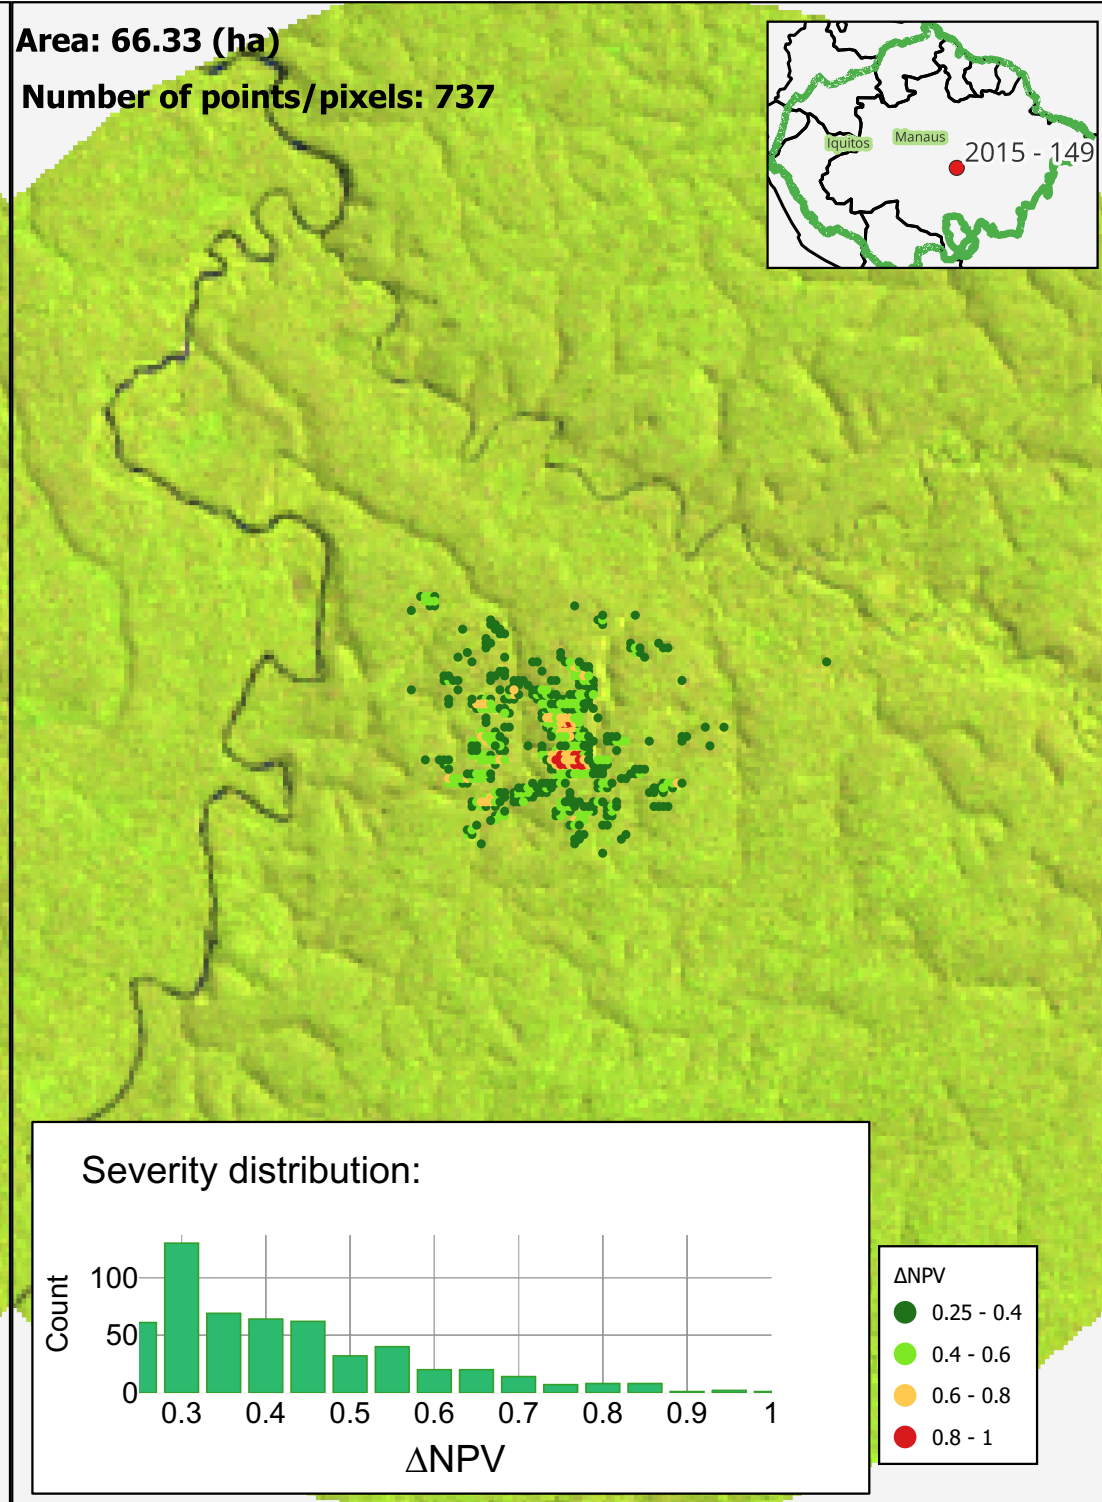 Area: 66.33 (ha)
Number of points/pixels: 737
Iquitos
Manaus
2015 - 149
Severity distribution:
Count
100
50
0
0.3 0.4 0.5 0.6 0.7 0.8 0.9 1
ΔNPV
ΔNPV
0.25 - 0.4
0.4 - 0.6
0.6 - 0.8
0.8 - 1